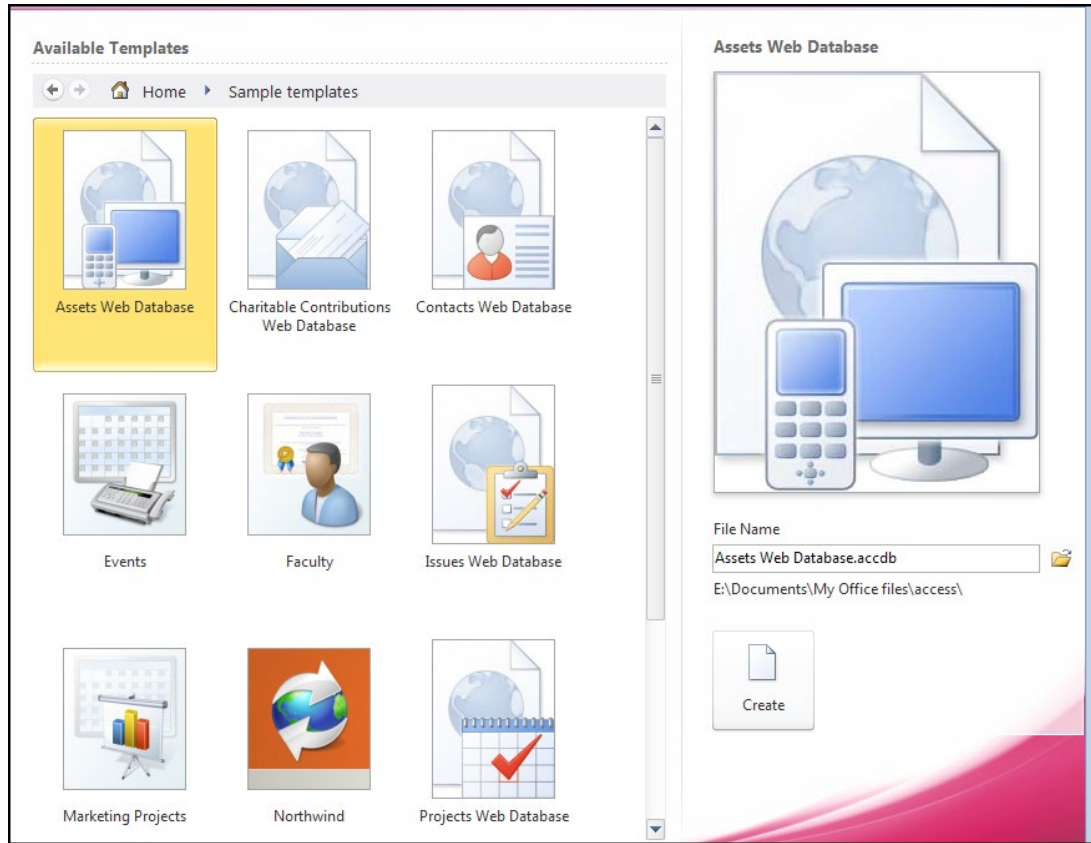 Available Templates
Home
Sample templates
Assets Web Database
Charitable Contributions
Web Database
Contacts Web Database
Events
Faculty
Issues Web Database
Marketing Projects
Northwind
Projects Web Database
Assets Web Database
File Name
Assets Web Database.accdb
E:\Documents\My Office files\access\
Create